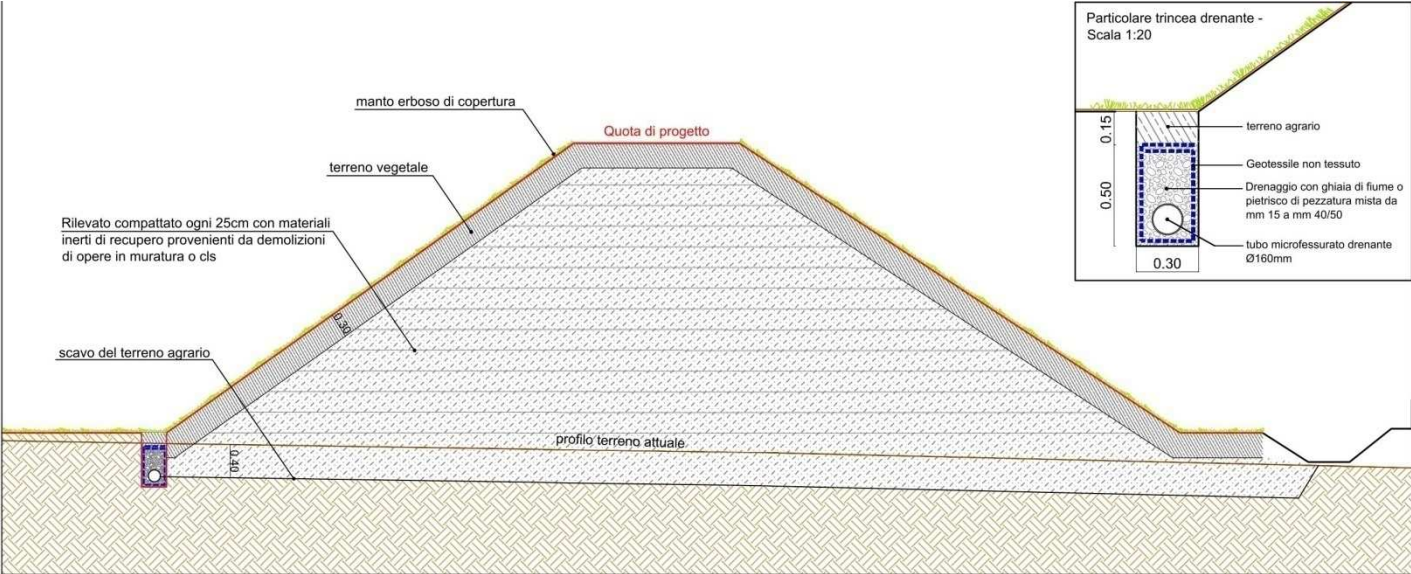 Particolare trincea drenante -
Scala 1:20
terreno agrario
Geotessile non tessuto
Drenaggio con ghiaia di fiume o
pietrisco di pezzatura mista da
mm 15 a mm 40/50
tubo microfessurato drenante
Ø160mm
0.15
0.50
0.30
manto erboso di copertura
Quota di progetto
terreno vegetale
Rilevato compattato ogni 25cm con materiali
inerti di recupero provenienti da demolizioni
di opere in muratura o cls
0.30
scavo del terreno agrario
profilo terreno attuale
0.40